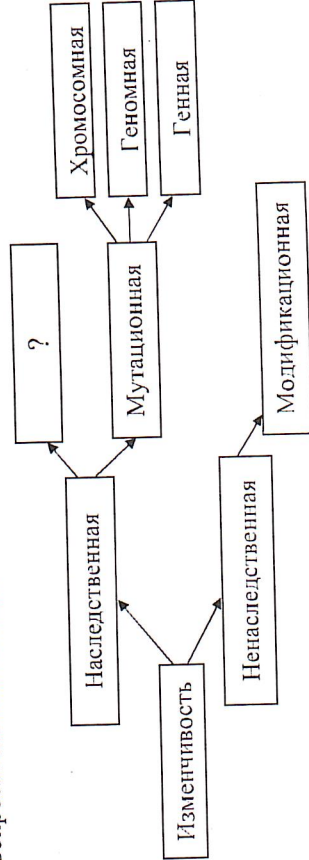 Изменчивость
Наследственная
Ненаследственная
?
Мутационная
Модификационная
Хромосомная
Геномная
Генная